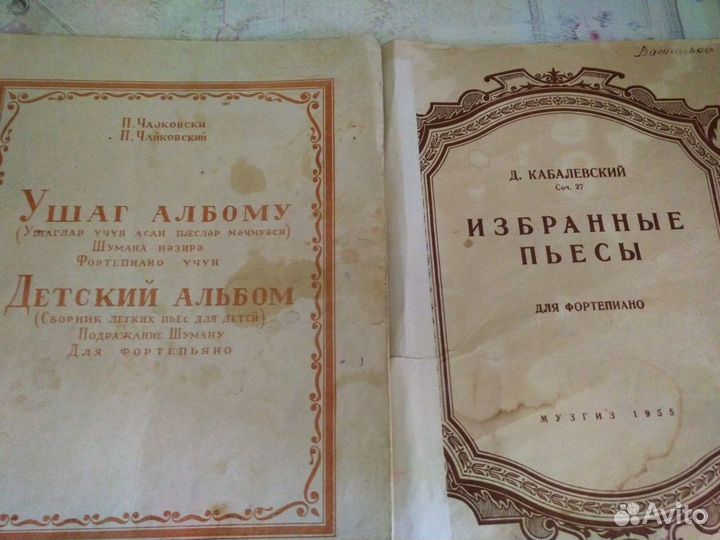 П. Чаjковски
П. Чайковский
Ушаг албому
(Ушаглар үчүн асан пјесләр мәчмуәси)
Шумана нәзирә
Фортепиано үчүн
Детский альбом
(Сборник легких пьес для детей)
Подражание Шуману
Для фортепьяно
Д. КАБАЛЕВСКИЙ
Соч. 27
ИЗБРАННЫЕ
ПЬЕСЫ
ДЛЯ ФОРТЕПИАНО
МУЗГИЗ 1955
Avito